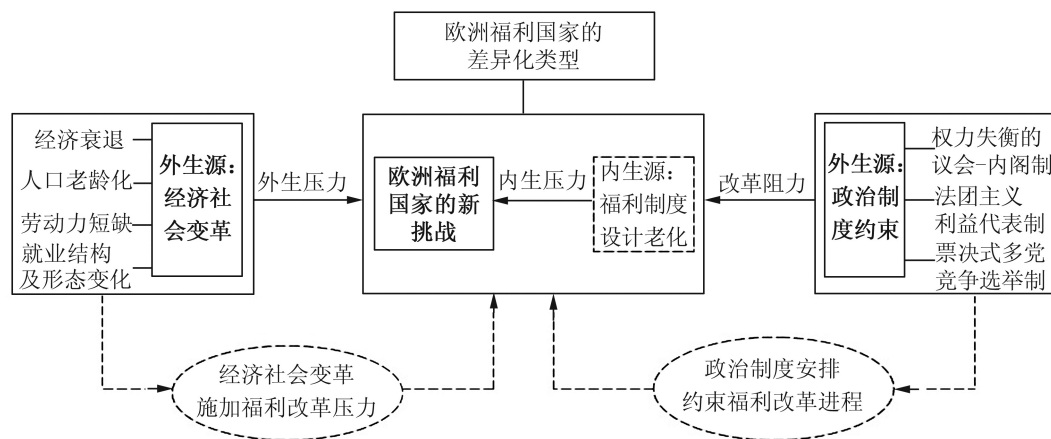 欧洲福利国家的
差异化类型
经济衰退
人口老龄化
劳动力短缺
就业结构
及形态变化
外生源：
经济社
会变革
外生压力
欧洲福利
国家的新
挑战
内生压力
内生源：
福利制度
设计老化
改革阻力
外生源：
政治制
度约束
权力失衡的
议会-内阁制
法团主义
利益代表制
票决式多党
竞争选举制
经济社会变革
施加福利改革压力
政治制度安排
约束福利改革进程